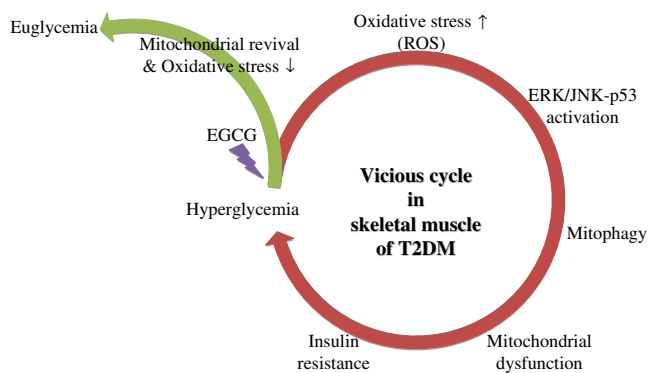 Oxidative stress ↑
(ROS)
Euglycemia
Mitochondrial revival
& Oxidative stress ↓
ERK/JNK-p53
activation
EGCG
Vicious cycle
in
skeletal muscle
of T2DM
Hyperglycemia
Mitophagy
Insulin
resistance
Mitochondrial
dysfunction